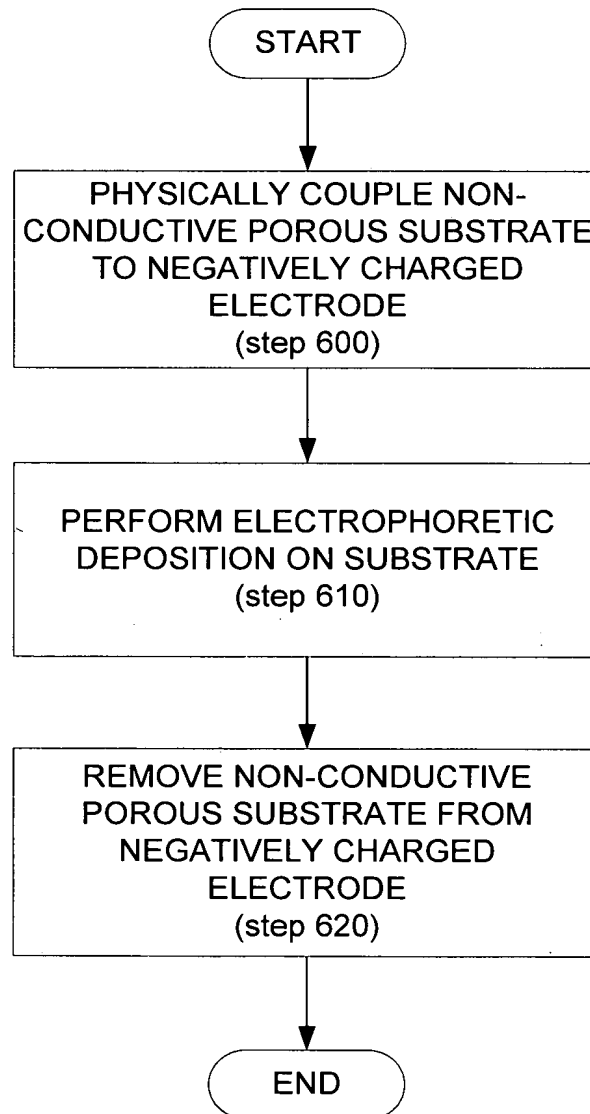 START
PHYSICALLY COUPLE NON-
CONDUCTIVE POROUS SUBSTRATE
TO NEGATIVELY CHARGED
ELECTRODE
(step 600)
PERFORM ELECTROPHORETIC
DEPOSITION ON SUBSTRATE
(step 610)
REMOVE NON-CONDUCTIVE
POROUS SUBSTRATE FROM
NEGATIVELY CHARGED
ELECTRODE
(step 620)
END